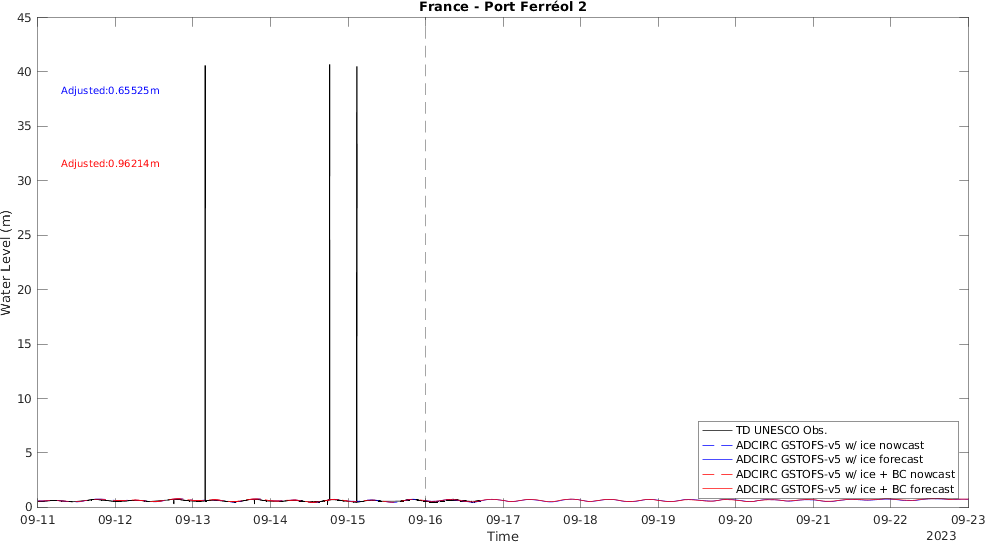 France - Port Ferréol 2
45
40
35
30
25
20
15
10
5
0
Water Level (m)
Adjusted:0.65525m
Adjusted:0.96214m
TD UNESCO Obs.
ADCIRC GSTOFS-v5 w/ ice nowcast
ADCIRC GSTOFS-v5 w/ ice forecast
ADCIRC GSTOFS-v5 w/ ice + BC nowcast
ADCIRC GSTOFS-v5 w/ ice + BC forecast
09-11 09-12 09-13 09-14 09-15 09-16 09-17 09-18 09-19 09-20 09-21 09-22 09-23
Time
2023